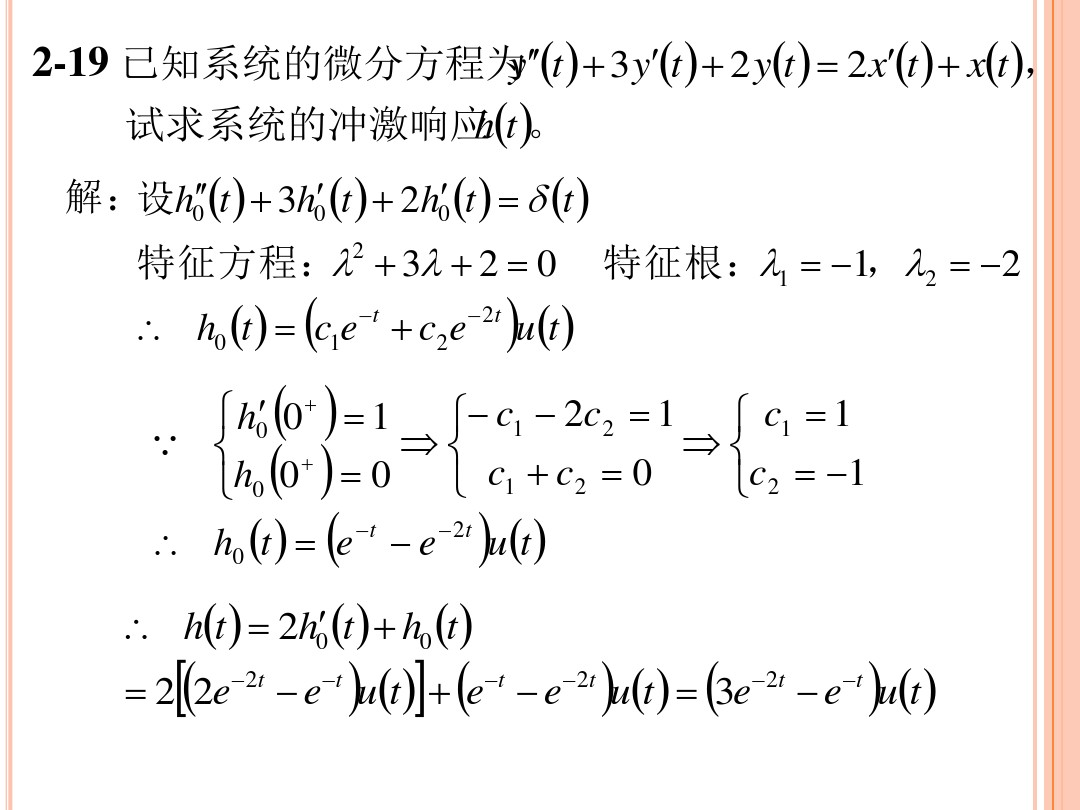 2-19 已知系统的微分方程为y″(t)+3y′(t)+2y(t)=2x′(t)+x(t),
试求系统的冲激响应h(t)。
解：设h₀″(t)+3h₀′(t)+2h₀′(t)=δ(t)
特征方程：λ²+3λ+2=0 特征根：λ₁=−1，λ₂=−2
∴ h₀(t)=(c₁e⁻ᵗ+c₂e⁻²ᵗ)u(t)
∵ {h₀′(0⁺)=1 ⇒ {−c₁−2c₂=1 ⇒ {c₁=1
h₀(0⁺)=0 c₁+c₂=0 c₂=−1
∴ h₀(t)=(e⁻ᵗ−e⁻²ᵗ)u(t)
∴ h(t)=2h₀′(t)+h₀(t)
=2[(2e⁻²ᵗ−e⁻ᵗ)u(t)]+(e⁻ᵗ−e⁻²ᵗ)u(t)=(3e⁻²ᵗ−e⁻ᵗ)u(t)